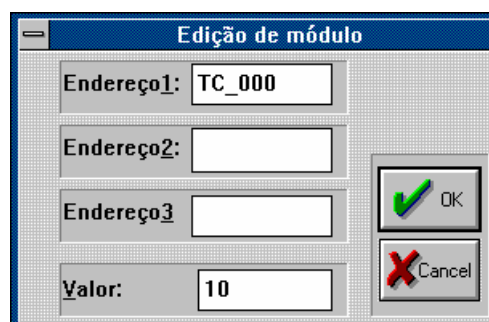 Edição de módulo
Endereço1: TC_000
Endereço2:
Endereço3
OK
Cancel
Valor: 10